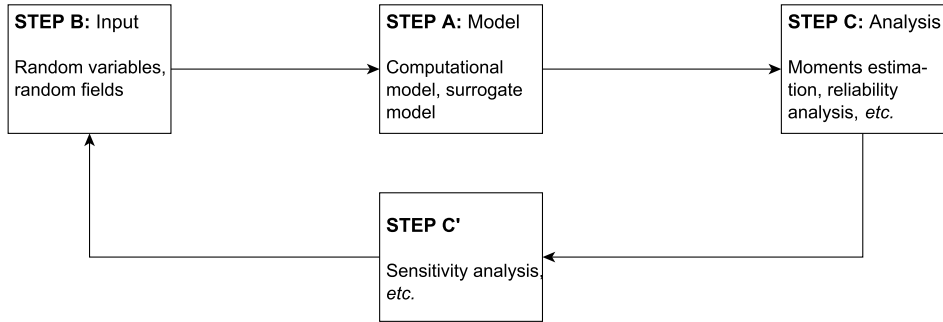 STEP B: Input
Random variables,
random fields
STEP A: Model
Computational
model, surrogate
model
STEP C: Analysis
Moments estima-
tion, reliability
analysis, etc.
STEP C'
Sensitivity analysis,
etc.